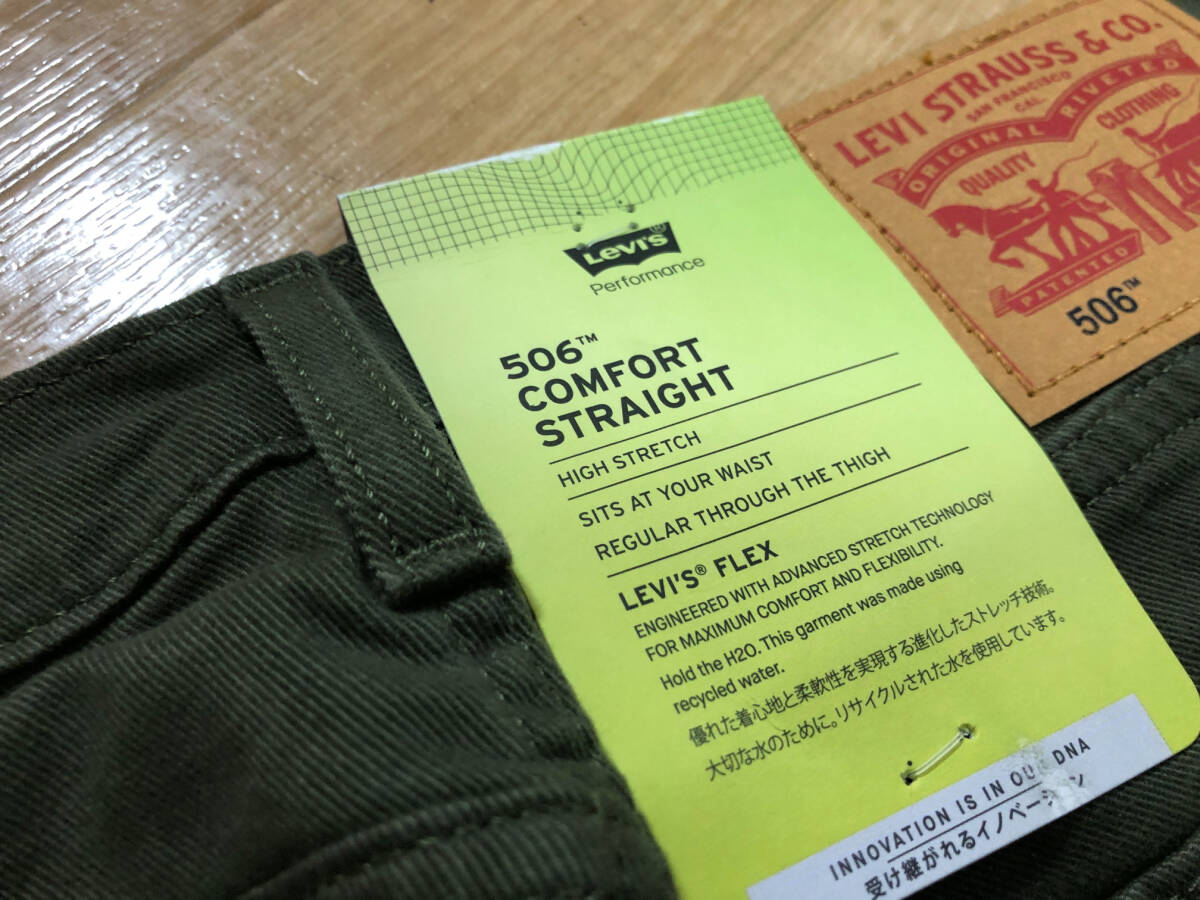 Levi's®
Performance
506™
COMFORT
STRAIGHT
HIGH STRETCH
SITS AT YOUR WAIST
REGULAR THROUGH THE THIGH
LEVI'S® FLEX
ENGINEERED WITH ADVANCED STRETCH TECHNOLOGY
FOR MAXIMUM COMFORT AND FLEXIBILITY.
Hold the H2O. This garment was made using
recycled water.
優れた着心地と柔軟性を実現する進化したストレッチ技術。
大切な水のために。リサイクルされた水を使用しています。
INNOVATION IS IN OUR DNA
受け継がれるイノベーション
LEVI STRAUSS & CO.
SAN FRANCISCO
CAL.
ORIGINAL RIVETED
QUALITY CLOTHING
PATENTED
506™